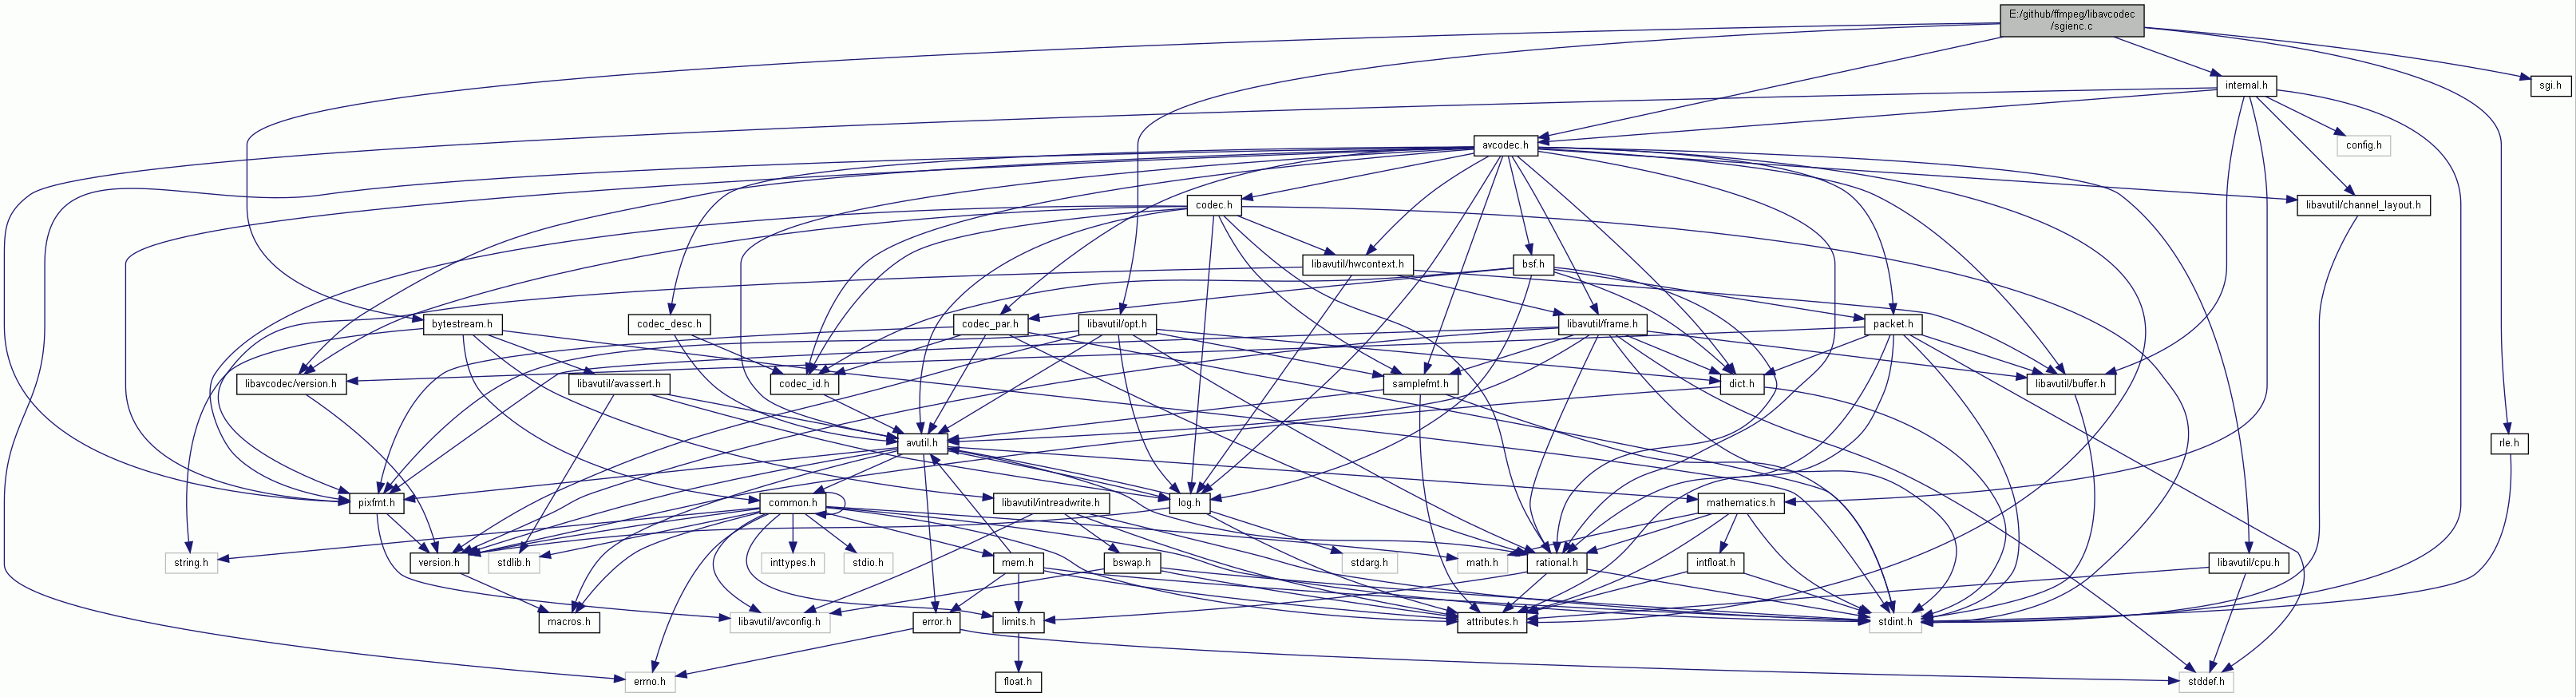 E:/github/ffmpeg/libavcodec
/sgienc.c
internal.h
sgi.h
avcodec.h
config.h
codec.h
libavutil/channel_layout.h
libavutil/hwcontext.h
bsf.h
bytestream.h
codec_desc.h
codec_par.h
libavutil/opt.h
libavutil/frame.h
packet.h
libavcodec/version.h
libavutil/avassert.h
codec_id.h
samplefmt.h
dict.h
libavutil/buffer.h
avutil.h
rle.h
pixfmt.h
common.h
libavutil/intreadwrite.h
log.h
mathematics.h
string.h
version.h
stdlib.h
inttypes.h
stdio.h
mem.h
bswap.h
stdarg.h
math.h
rational.h
intfloat.h
libavutil/cpu.h
macros.h
libavutil/avconfig.h
error.h
limits.h
attributes.h
stdint.h
errno.h
float.h
stddef.h